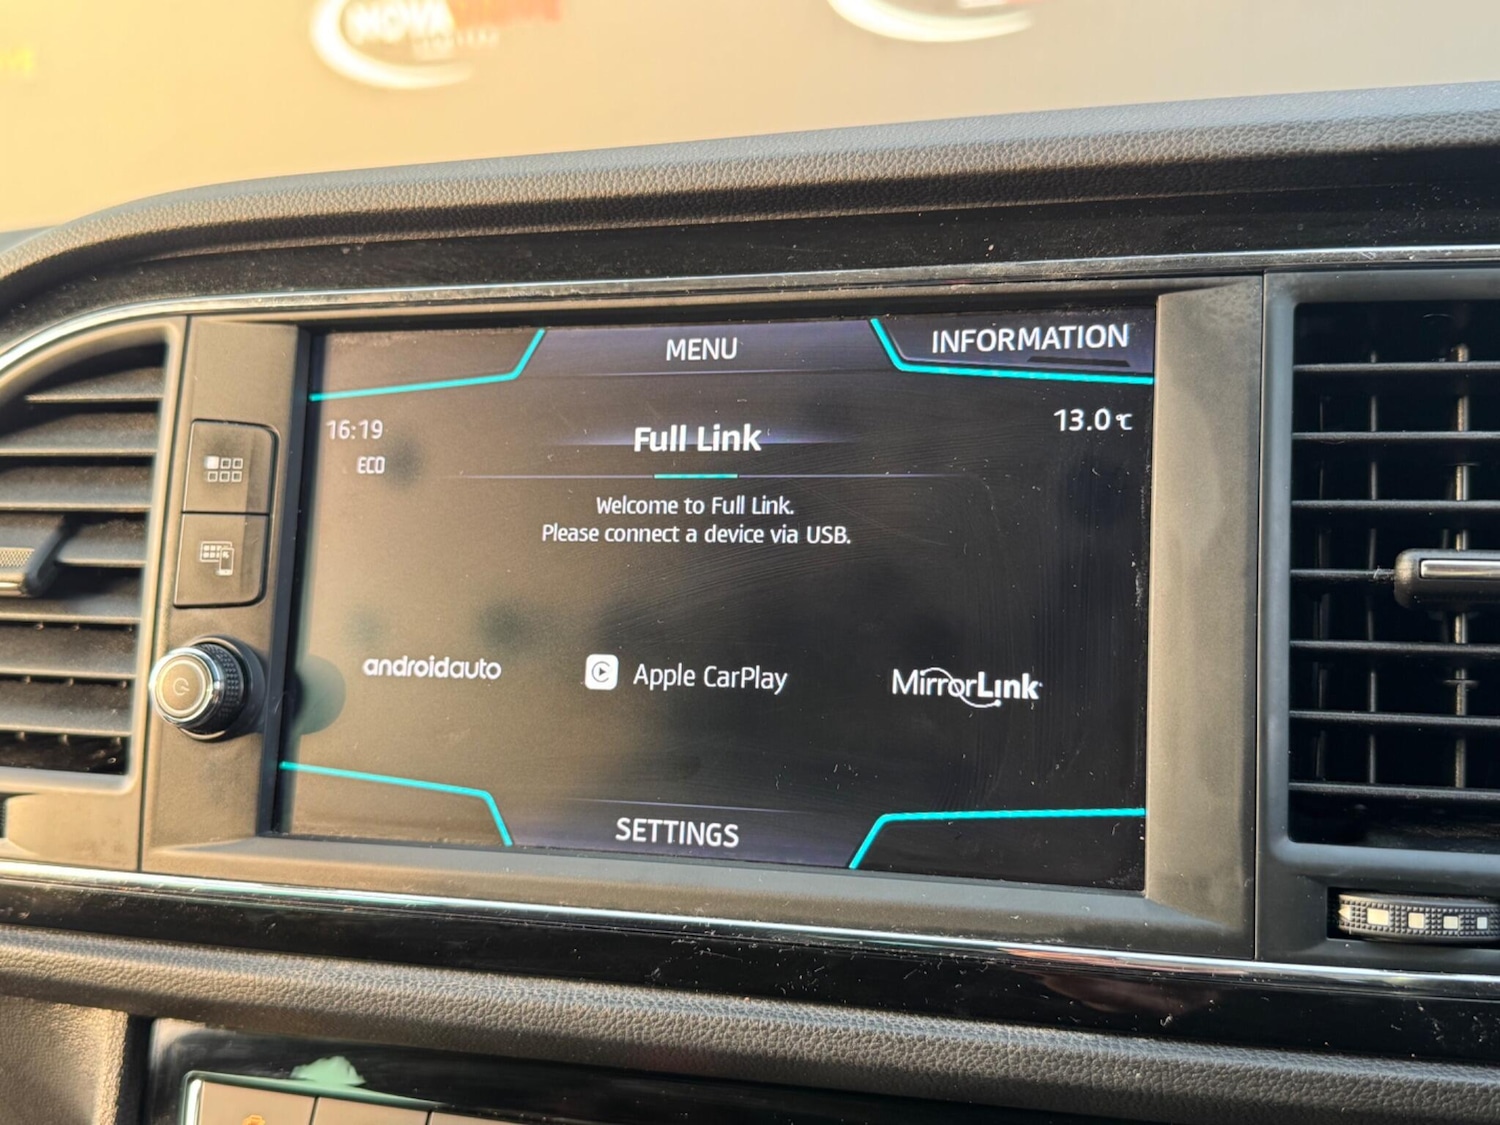 NOVA
MENU
INFORMATION
16:19
13.0 °C
ECO
Full Link
Welcome to Full Link.
Please connect a device via USB.
androidauto
Apple CarPlay
MirrorLink
SETTINGS